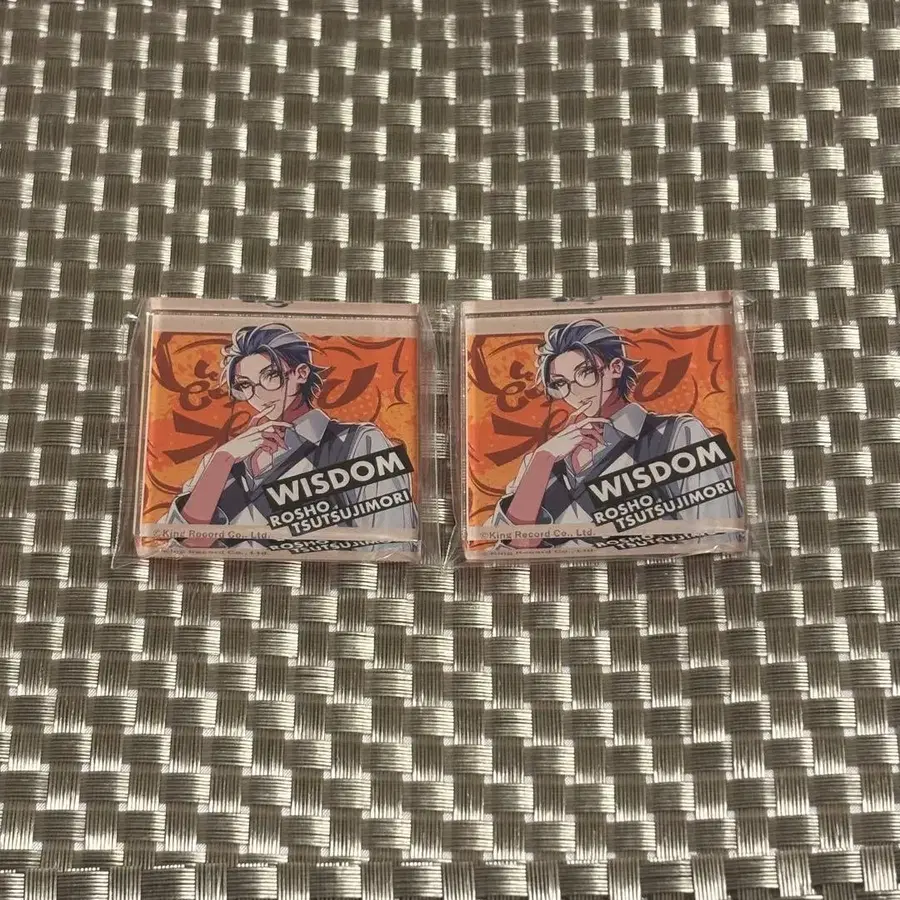 WISDOM
ROSHO
TSUTSUJIMORI
©King Record Co., Ltd.
WISDOM
ROSHO
TSUTSUJIMORI
©King Record Co., Ltd.